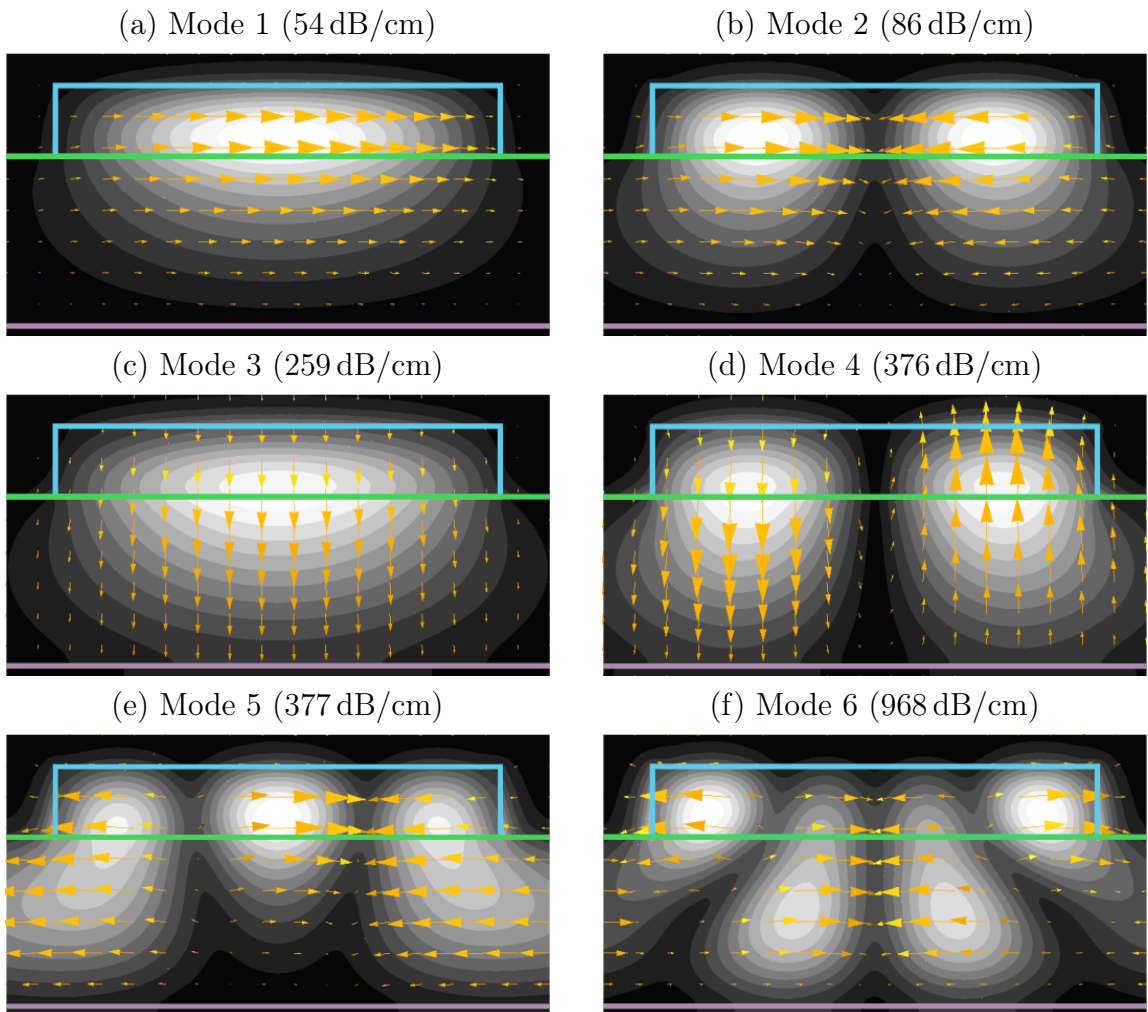 (a) Mode 1 (54 dB/cm)
(b) Mode 2 (86 dB/cm)
(c) Mode 3 (259 dB/cm)
(d) Mode 4 (376 dB/cm)
(e) Mode 5 (377 dB/cm)
(f) Mode 6 (968 dB/cm)